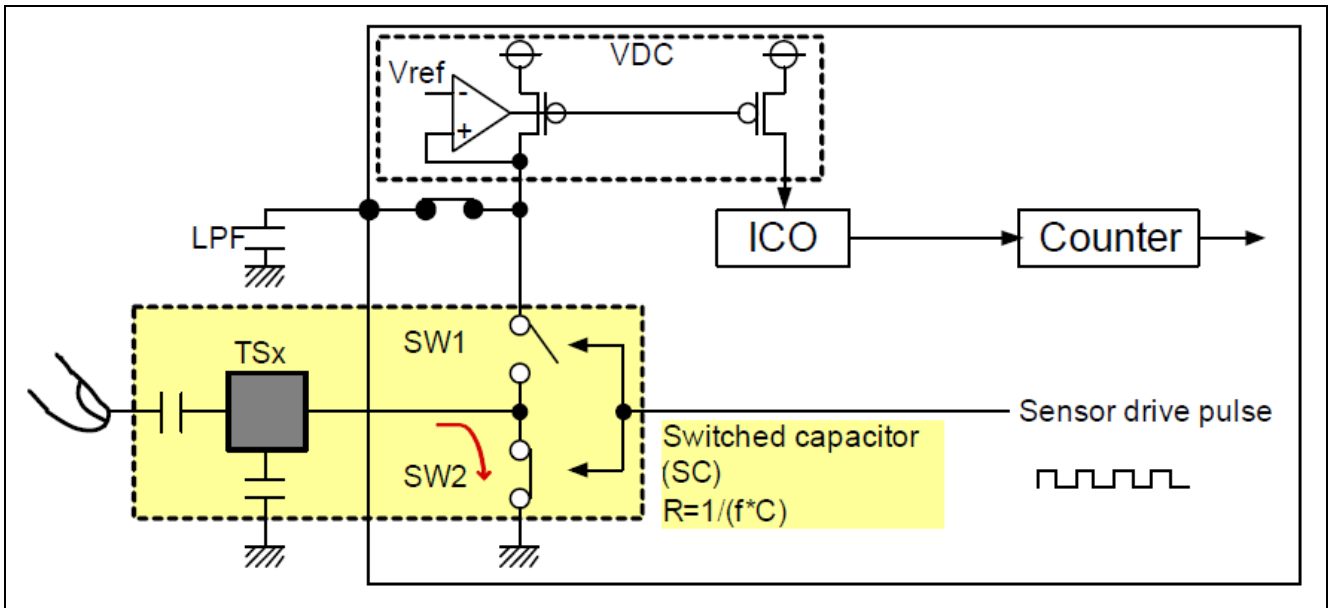 VDC
Vref
-
+
LPF
ICO
Counter
SW1
TSx
Sensor drive pulse
Switched capacitor
(SC)
R=1/(f*C)
SW2